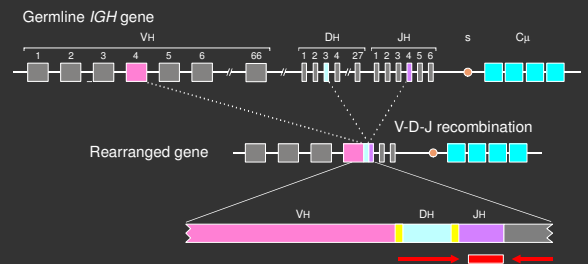 Germline IGH gene
VH DH JH s Cμ
1 2 3 4 5 6 66 1 2 3 4 27 1 2 3 4 5 6
V-D-J recombination
Rearranged gene
VH DH JH